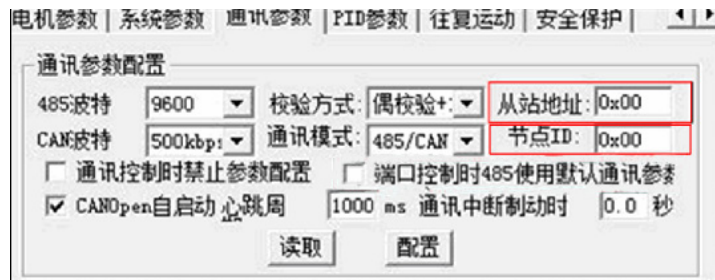 电机参数 系统参数 通讯参数 PID参数 往复运动 安全保护
通讯参数配置
485波特 9600 校验方式: 偶校验+: 从站地址: 0x00
CAN波特 500kbp: 通讯模式: 485/CAN 节点ID: 0x00
通讯控制时禁止参数配置 端口控制时485使用默认通讯参
CANOpen自启动 心跳周 1000 ms 通讯中断制动时 0.0 秒
读取 配置